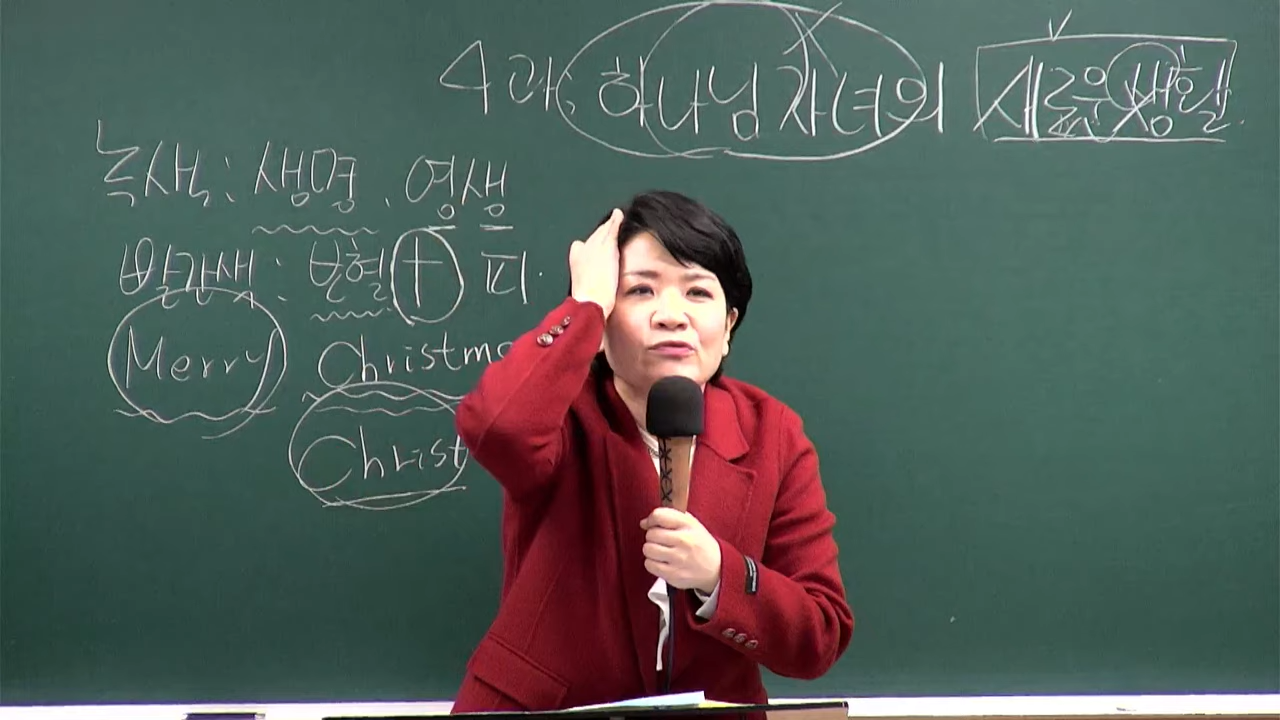 4과: 하나님 자녀의 새로운 생활.
녹색: 생명, 영생
빨간색: 보혈 피.
Merry Christm
Christ